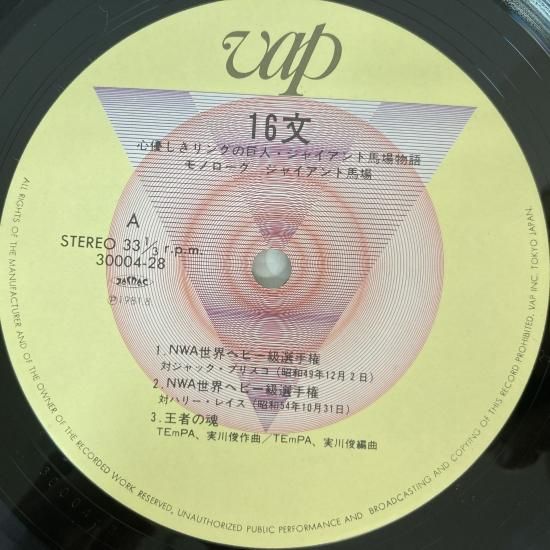 vap
16文
心優しきリングの巨人・ジャイアント馬場物語
モノローグ ジャイアント馬場
A
STEREO 33 1/3 r.p.m.
30004-28
JASRAC
Ⓟ1981.8
1.NWA世界ヘビー級選手権
対ジャック・ブリスコ(昭和49年12月2日)
2.NWA世界ヘビー級選手権
対ハリー・レイス(昭和54年10月31日)
3.王者の魂
TEmPA、実川俊作曲/TEmPA、実川俊編曲
ALL RIGHTS OF THE MANUFACTURER AND OF THE OWNER OF THE RECORDED WORK RESERVED, UNAUTHORIZED PUBLIC PERFORMANCE AND BROADCASTING AND COPYING OF THIS RECORD PROHIBITED. VAP INC. TOKYO JAPAN.